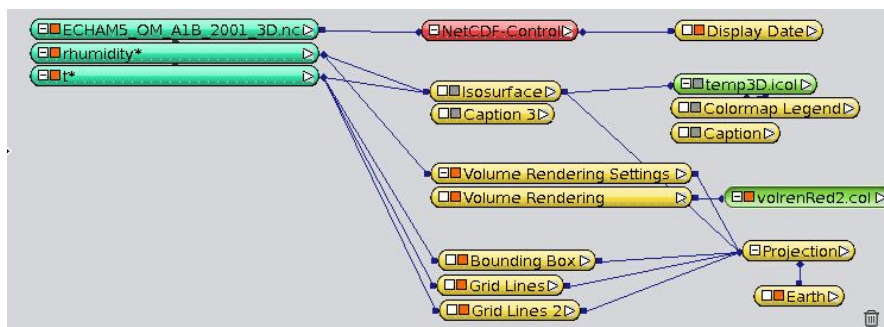 ECHAM5_OM_A1B_2001_3D.nc
NetCDF-Control
Display Date
rhumidity*
t*
Isosurface
temp3D.icol
Caption 3
Colormap Legend
Caption
Volume Rendering Settings
Volume Rendering
volrenRed2.col
Bounding Box
Projection
Grid Lines
Earth
Grid Lines 2